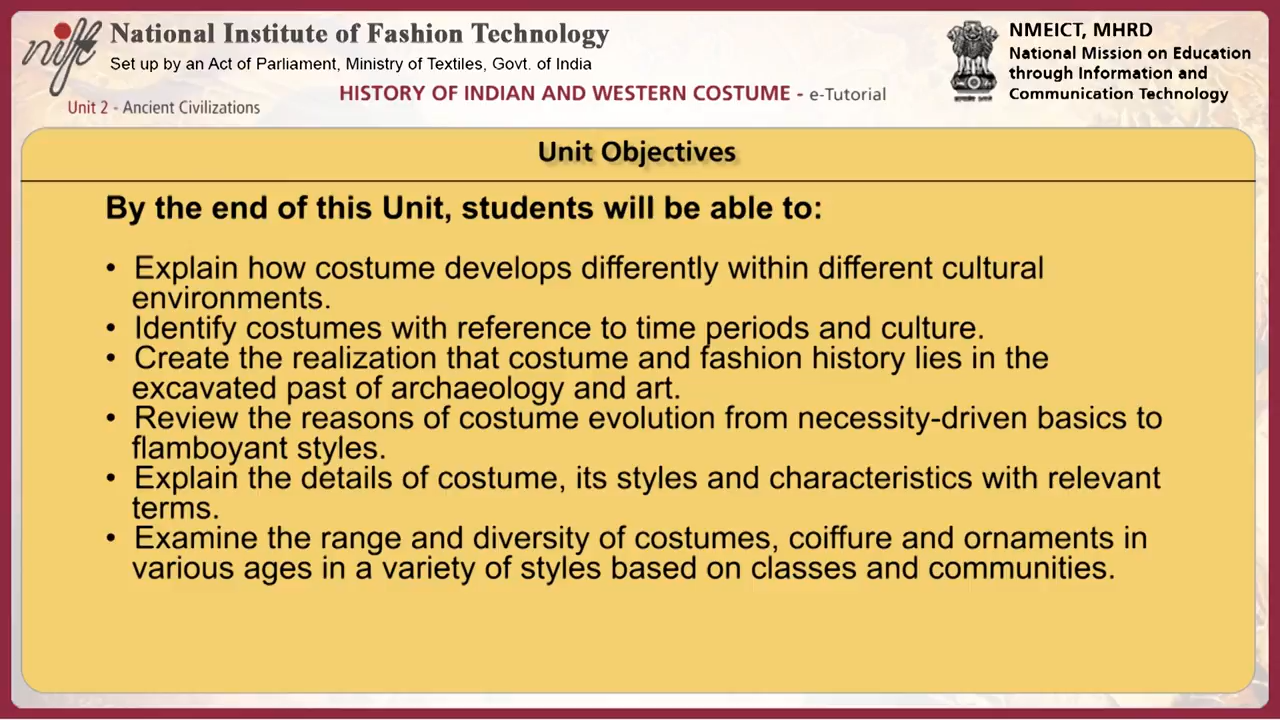 nift
National Institute of Fashion Technology
Set up by an Act of Parliament, Ministry of Textiles, Govt. of India
Unit 2 - Ancient Civilizations
HISTORY OF INDIAN AND WESTERN COSTUME - e-Tutorial
NMEICT, MHRD
National Mission on Education
through Information and
Communication Technology
Unit Objectives
By the end of this Unit, students will be able to:
• Explain how costume develops differently within different cultural
environments.
• Identify costumes with reference to time periods and culture.
• Create the realization that costume and fashion history lies in the
excavated past of archaeology and art.
• Review the reasons of costume evolution from necessity-driven basics to
flamboyant styles.
• Explain the details of costume, its styles and characteristics with relevant
terms.
• Examine the range and diversity of costumes, coiffure and ornaments in
various ages in a variety of styles based on classes and communities.